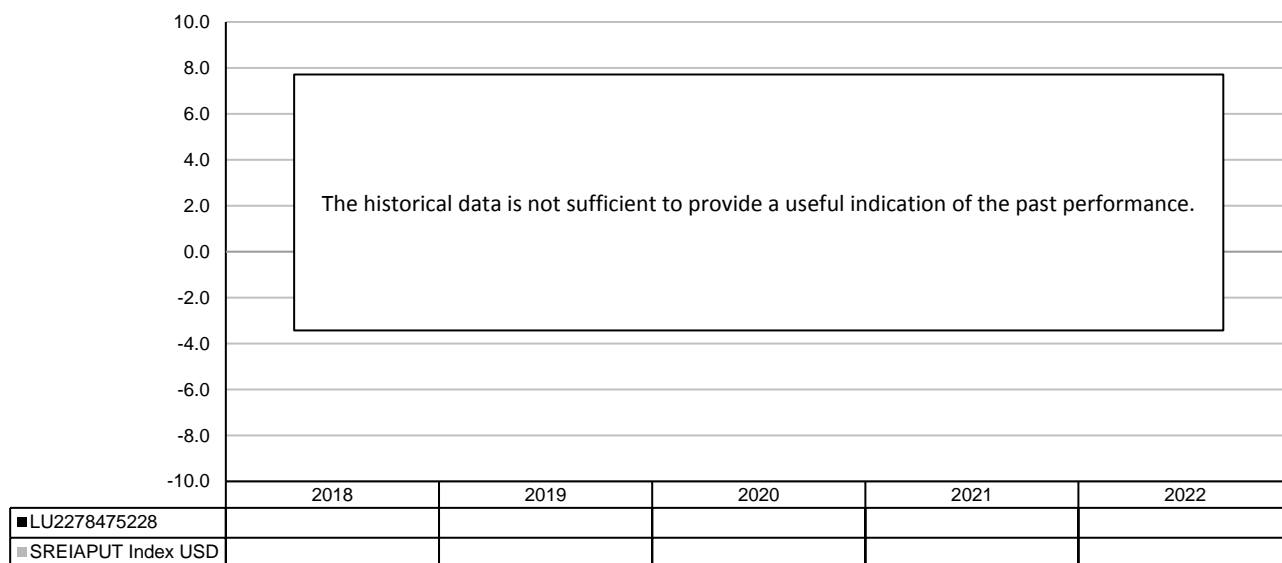 10.0
8.0
6.0
4.0
2.0
0.0
-2.0
-4.0
-6.0
-8.0
-10.0
The historical data is not sufficient to provide a useful indication of the past performance.
2018 2019 2020 2021 2022
LU2278475228
SREIAPUT Index USD